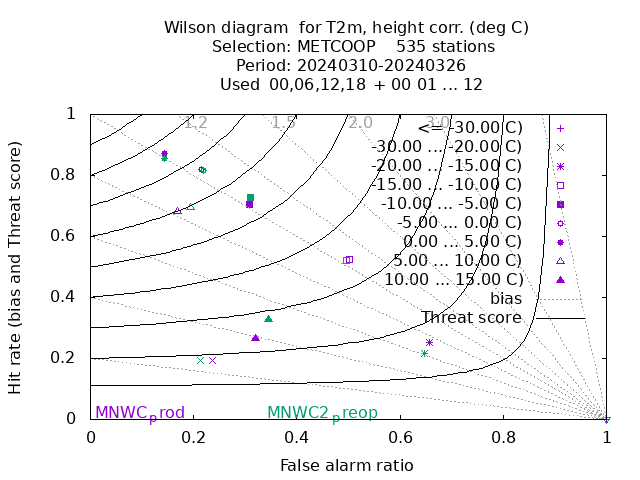 Wilson diagram  for T2m, height corr. (deg C)
Selection: METCOOP    535 stations
Period: 20240310-20240326
Used  00,06,12,18  + 00 01 ... 12
Hit rate (bias and Threat score)
1
0.8
0.6
0.4
0.2
0
0
0.2
0.4
0.6
0.8
1
False alarm ratio
1.2
1.5
2.0
3.0
<= -30.00 C)
-30.00 ... -20.00 C)
-20.00 ... -15.00 C)
-15.00 ... -10.00 C)
-10.00 ... -5.00 C)
-5.00 ... 0.00 C)
0.00 ... 5.00 C)
5.00 ... 10.00 C)
10.00 ... 15.00 C)
bias
Threat score
MNWCprod
MNWC2preop